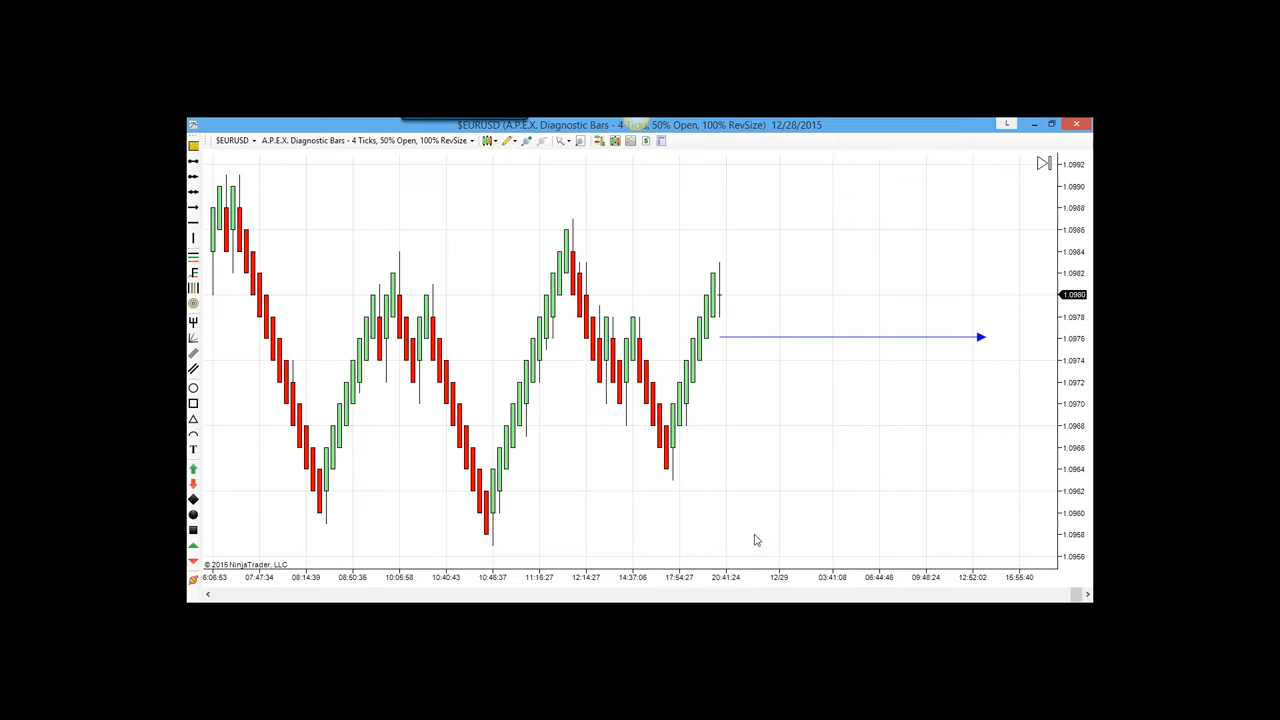 $EURUSD (A.P.E.X. Diagnostic Bars - 4 Ticks, 50% Open, 100% RevSize) 12/28/2015
L
$EURUSD A.P.E.X. Diagnostic Bars - 4 Ticks, 50% Open, 100% RevSize
F
$
1.0992
1.0990
1.0988
1.0986
1.0984
1.0982
1.0980
1.0978
1.0976
1.0974
1.0972
1.0970
1.0968
1.0966
1.0964
1.0962
1.0960
1.0958
1.0956
T
© 2015 NinjaTrader, LLC
6:06:53 07:47:34 08:14:39 08:50:35 10:05:58 10:40:43 10:46:37 11:16:27 12:14:27 14:37:06 17:54:27 20:41:24 12/29 03:41:08 06:44:46 09:48:24 12:52:02 15:55:40